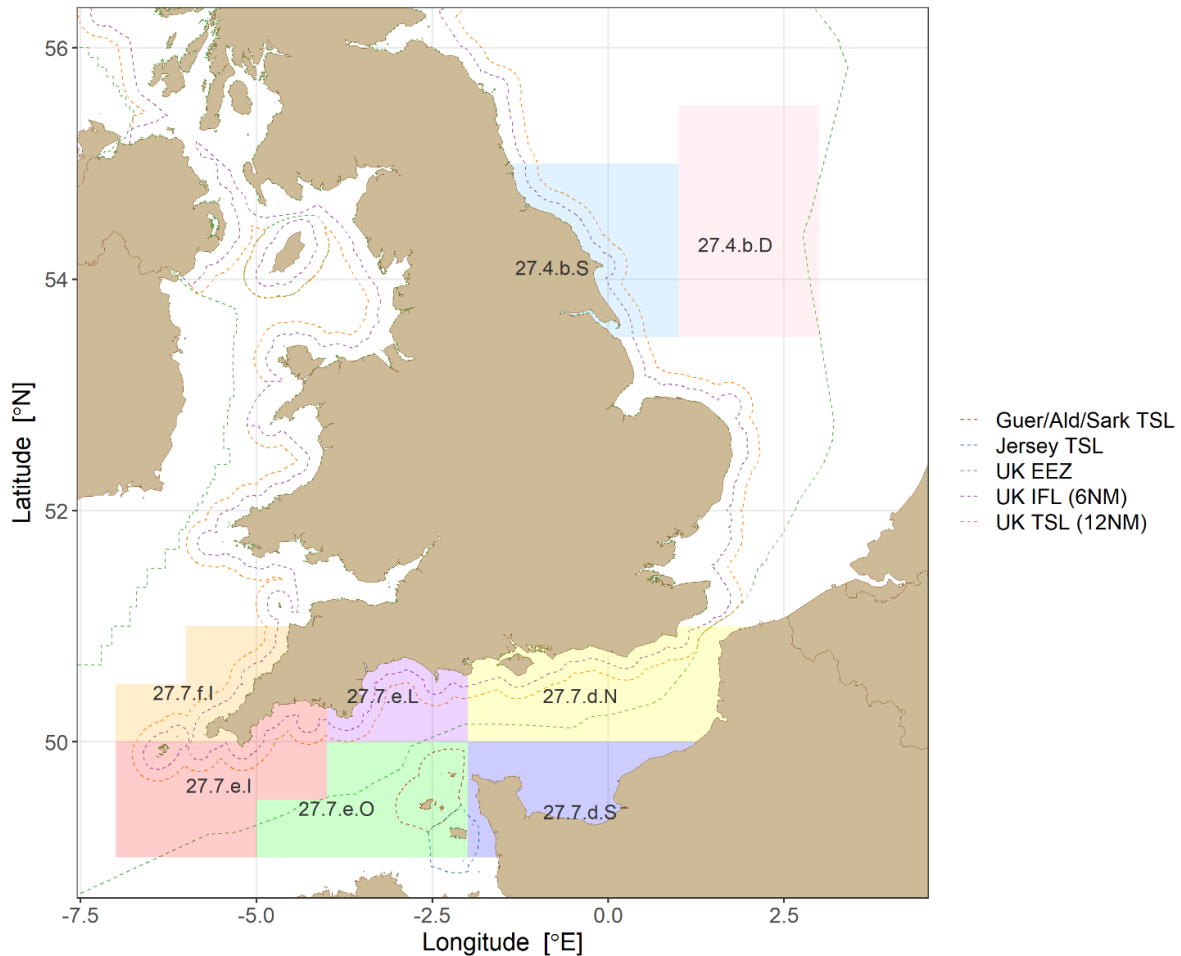 56
54
52
50
-7.5
-5.0
-2.5
0.0
2.5
Latitude [°N]
Longitude [°E]
27.4.b.D
27.4.b.S
27.7.f.I
27.7.e.L
27.7.d.N
27.7.e.I
27.7.e.O
27.7.d.S
Guer/Ald/Sark TSL
Jersey TSL
UK EEZ
UK IFL (6NM)
UK TSL (12NM)